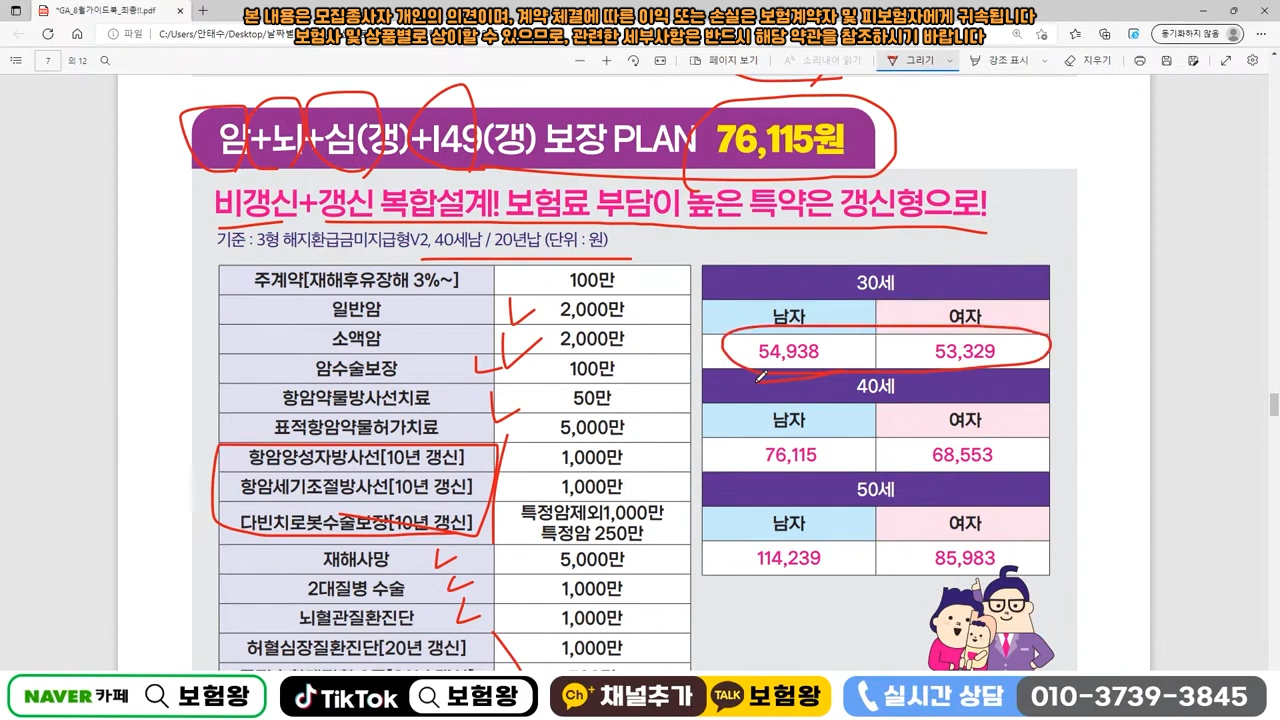 본 내용은 모집종사자 개인의 의견이며, 계약 체결에 따른 이익 또는 손실은 보험계약자 및 피보험자에게 귀속됩니다
보험사 및 상품별로 상이할 수 있으므로, 관련한 세부사항은 반드시 해당 약관을 참조하시기 바랍니다
*GA_8월가이드북_최종!!.pdf
파일
C:/Users/안태수/Desktop/날짜별
동기화하지 않음
7 의 12
페이지 보기
소리내어 읽기
그리기
강조 표시
지우기
암+뇌+심(갱)+I49(갱) 보장 PLAN 76,115원
비갱신+갱신 복합설계! 보험료 부담이 높은 특약은 갱신형으로!
기준 : 3형 해지환급금미지급형V2, 40세남 / 20년납 (단위 : 원)
주계약[재해후유장해 3%~] 100만
일반암 2,000만
소액암 2,000만
암수술보장 100만
항암약물방사선치료 50만
표적항암약물허가치료 5,000만
항암양성자방사선[10년 갱신] 1,000만
항암세기조절방사선[10년 갱신] 1,000만
다빈치로봇수술보장[10년 갱신] 특정암제외1,000만
특정암 250만
재해사망 5,000만
2대질병 수술 1,000만
뇌혈관질환진단 1,000만
허혈심장질환진단[20년 갱신] 1,000만
30세
남자 여자
54,938 53,329
40세
남자 여자
76,115 68,553
50세
남자 여자
114,239 85,983
NAVER 카페 보험왕
TikTok 보험왕
Ch+ 채널추가 TALK 보험왕
실시간 상담 010-3739-3845